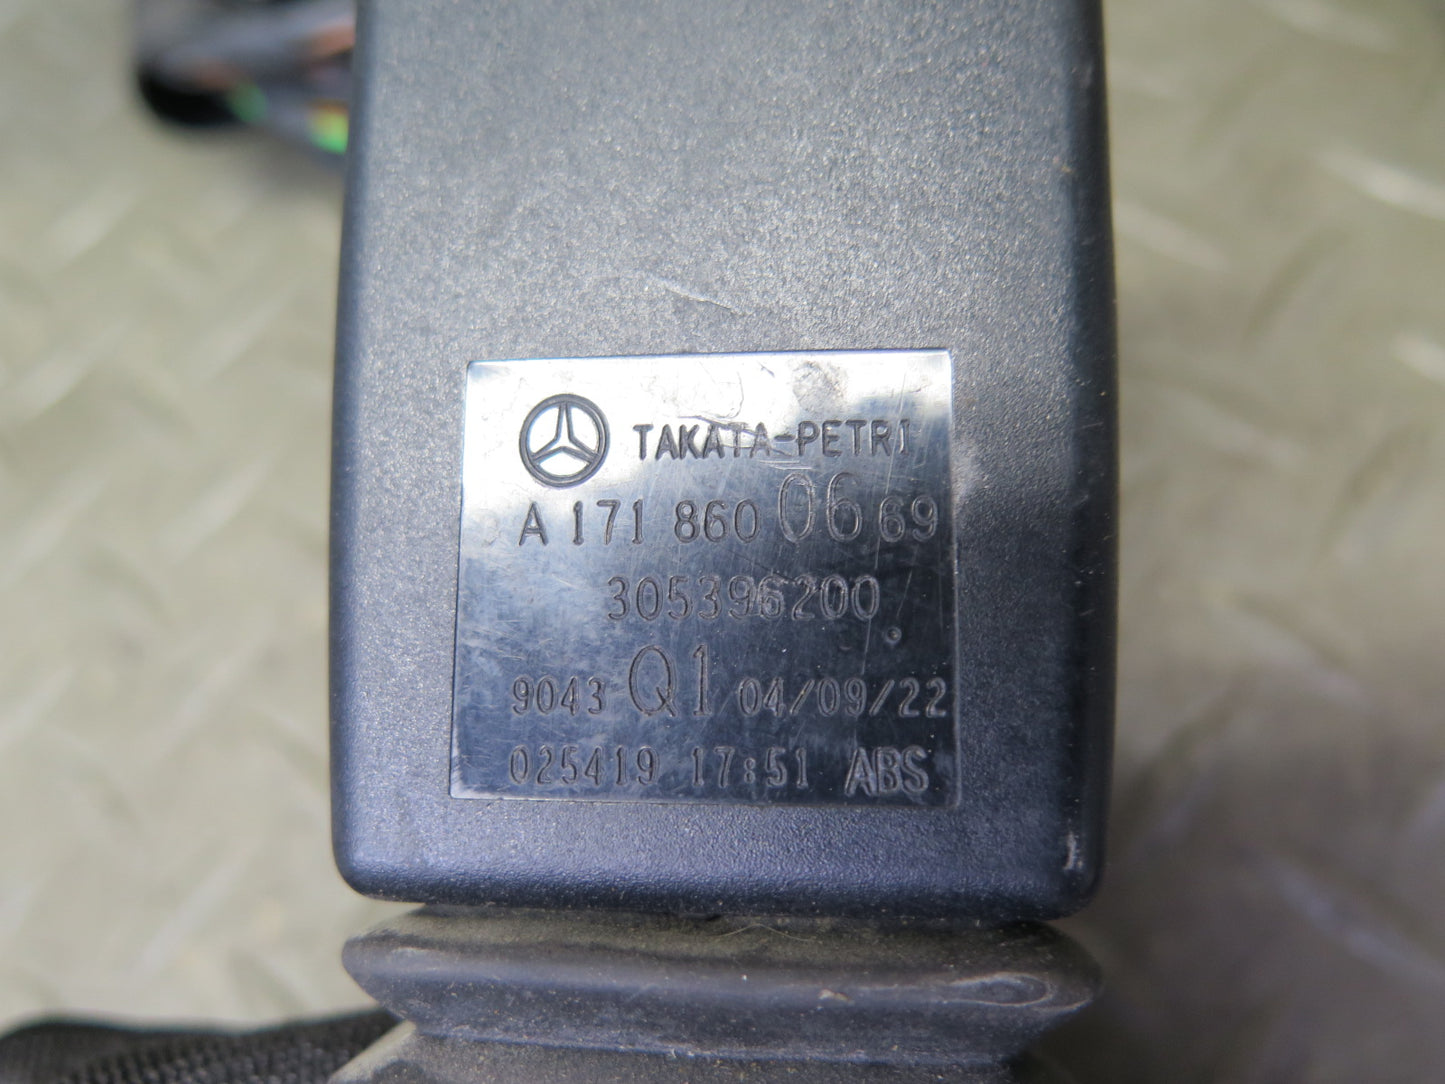 TAKATA-PETRI
A 171 860 06 69
305396200
9043 Q1 04/09/22
025419 17:51 ABS